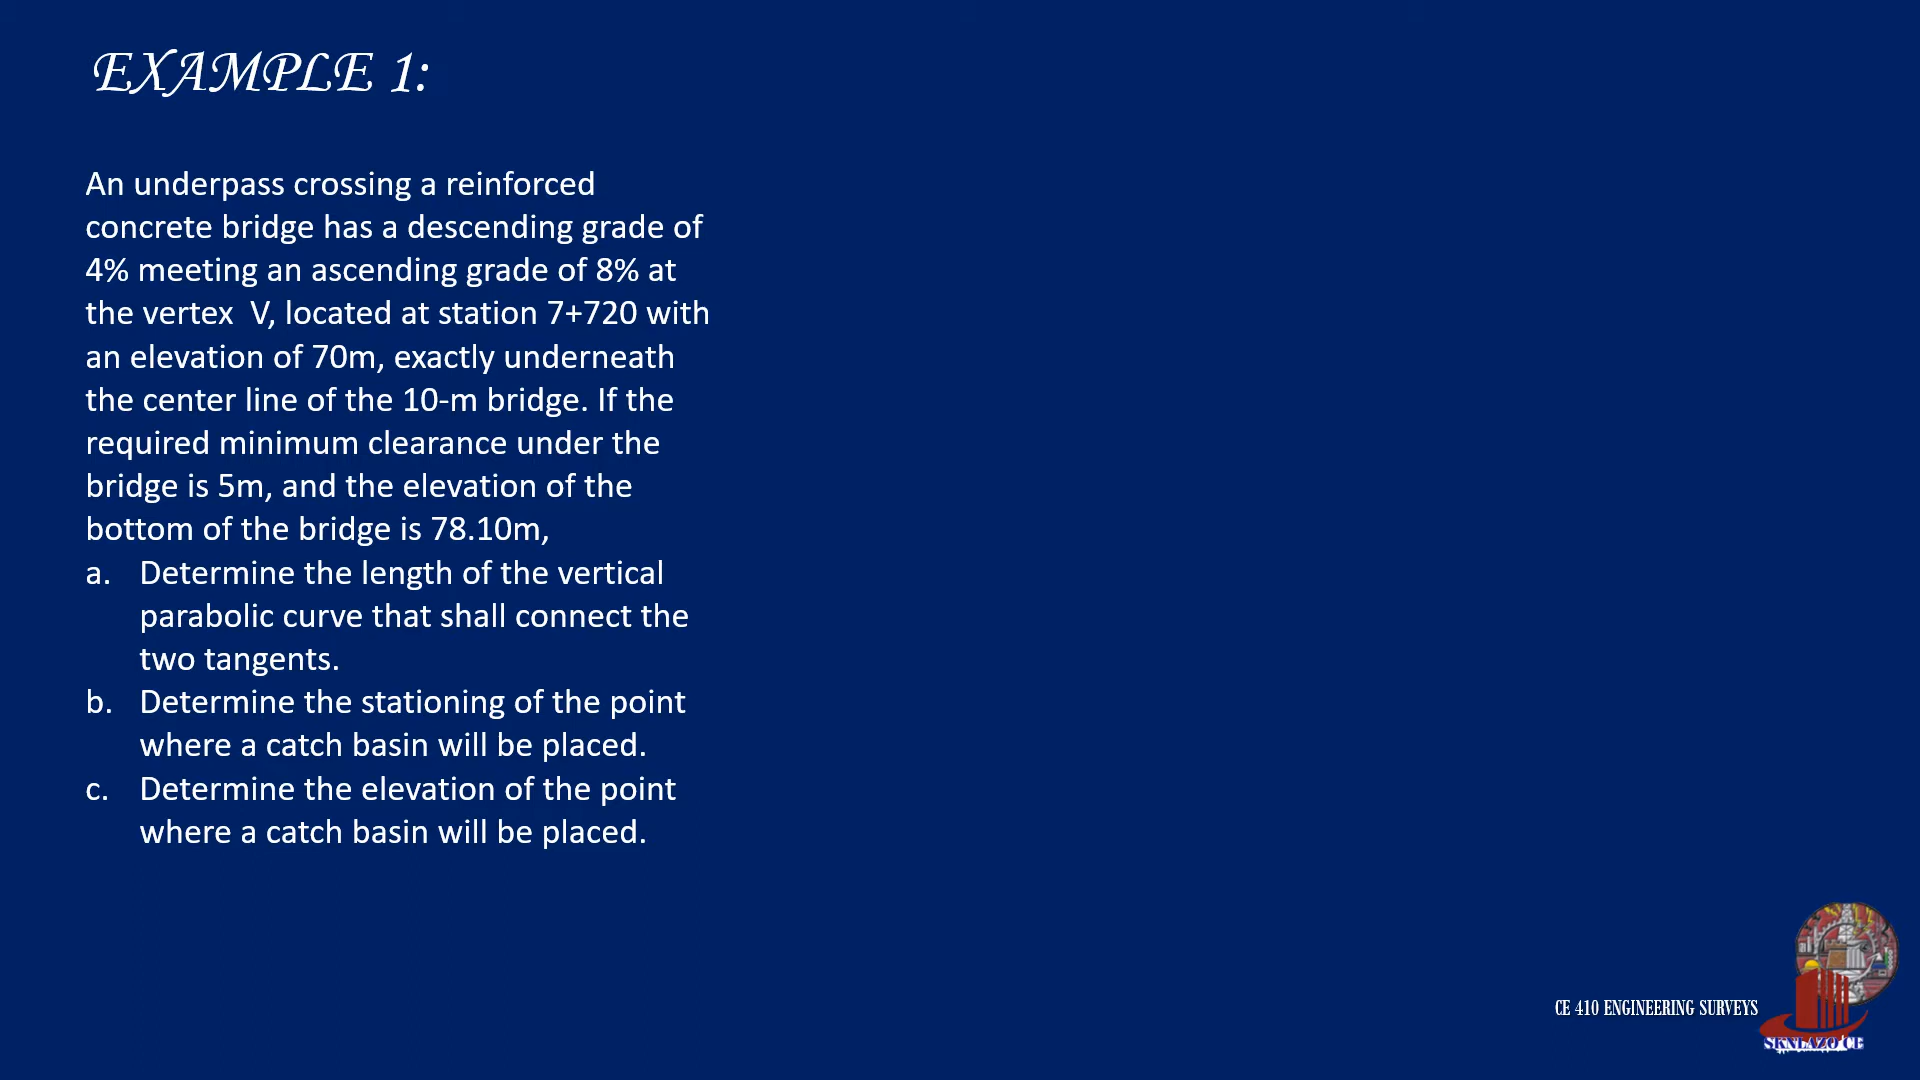 EXAMPLE 1:
An underpass crossing a reinforced
concrete bridge has a descending grade of
4% meeting an ascending grade of 8% at
the vertex  V, located at station 7+720 with
an elevation of 70m, exactly underneath
the center line of the 10-m bridge. If the
required minimum clearance under the
bridge is 5m, and the elevation of the
bottom of the bridge is 78.10m,
a. Determine the length of the vertical
parabolic curve that shall connect the
two tangents.
b. Determine the stationing of the point
where a catch basin will be placed.
c. Determine the elevation of the point
where a catch basin will be placed.
CE 410 ENGINEERING SURVEYS
SKNLAZO CE